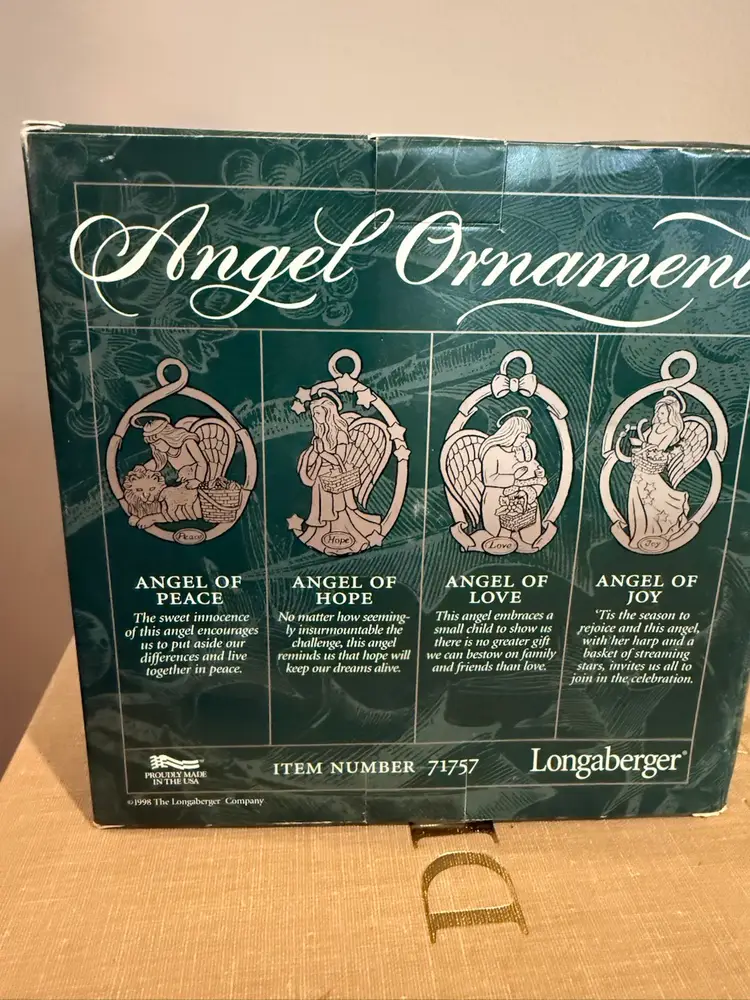 Angel Ornament
Peace
Hope
Love
Joy
ANGEL OF
PEACE
The sweet innocence
of this angel encourages
us to put aside our
differences and live
together in peace.
ANGEL OF
HOPE
No matter how seeming-
ly insurmountable the
challenge, this angel
reminds us that hope will
keep our dreams alive.
ANGEL OF
LOVE
This angel embraces a
small child to show us
there is no greater gift
we can bestow on family
and friends than love.
ANGEL OF
JOY
'Tis the season to
rejoice and this angel,
with her harp and a
basket of streaming
stars, invites us all to
join in the celebration.
PROUDLY MADE
IN THE USA
ITEM NUMBER 71757
Longaberger®
©1998 The Longaberger Company
D